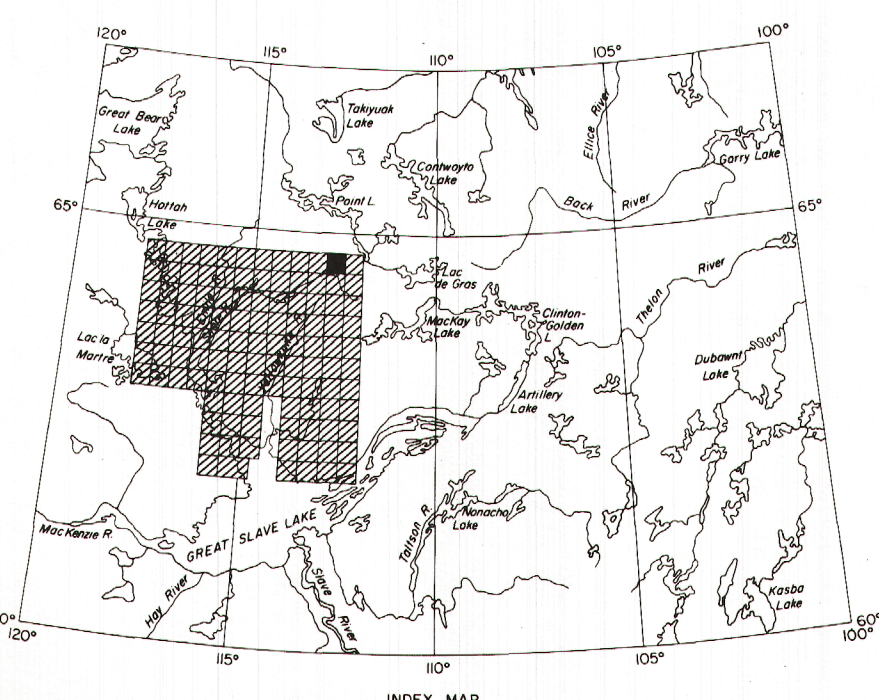 120°
115°
110°
105°
100°
Great Bear
Lake
Takiyuak
Lake
Ellice River
Contwoyto
Lake
Garry Lake
65°
Hottah
Lake
Point L.
Back River
65°
Lac
de Gras
Thelon River
MacKay
Lake
Clinton-
Golden
L
Lac la
Martre
Dubawnt
Lake
Artillery
Lake
MacKenzie R.
GREAT SLAVE LAKE
Taltson R.
Nonacho
Lake
Hay River
Slave River
Kasba
Lake
0°
120°
115°
110°
105°
60°
100°
INDEX MAP